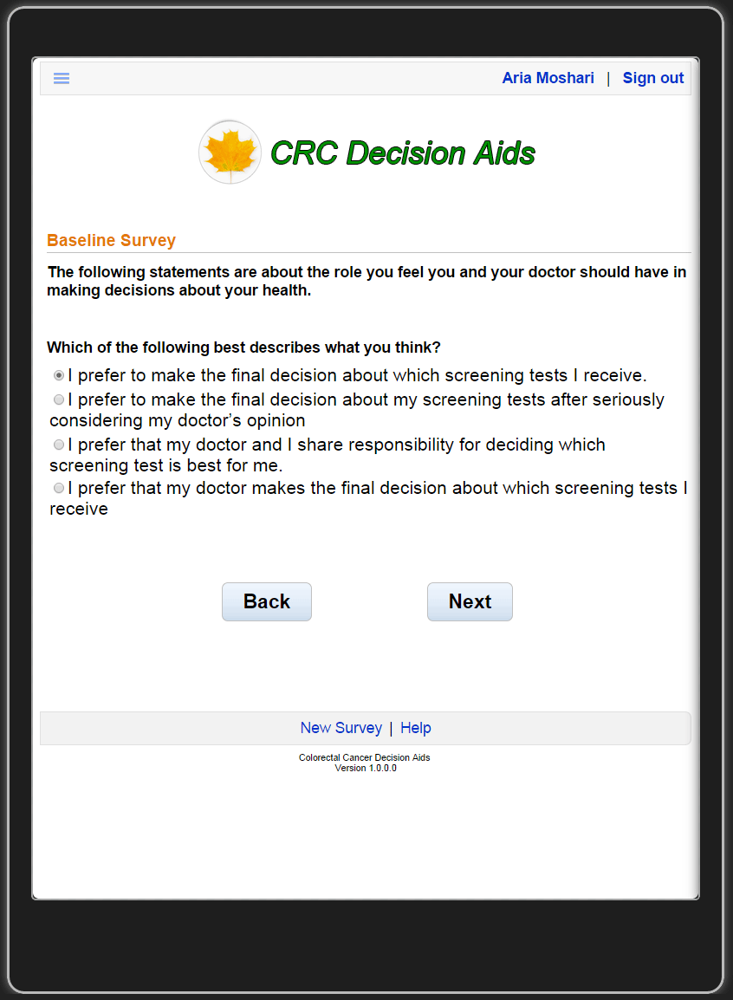 Aria Moshari | Sign out
CRC Decision Aids
Baseline Survey
The following statements are about the role you feel you and your doctor should have in
making decisions about your health.
Which of the following best describes what you think?
I prefer to make the final decision about which screening tests I receive.
I prefer to make the final decision about my screening tests after seriously
considering my doctor’s opinion
I prefer that my doctor and I share responsibility for deciding which
screening test is best for me.
I prefer that my doctor makes the final decision about which screening tests I
receive
Back Next
New Survey | Help
Colorectal Cancer Decision Aids
Version 1.0.0.0